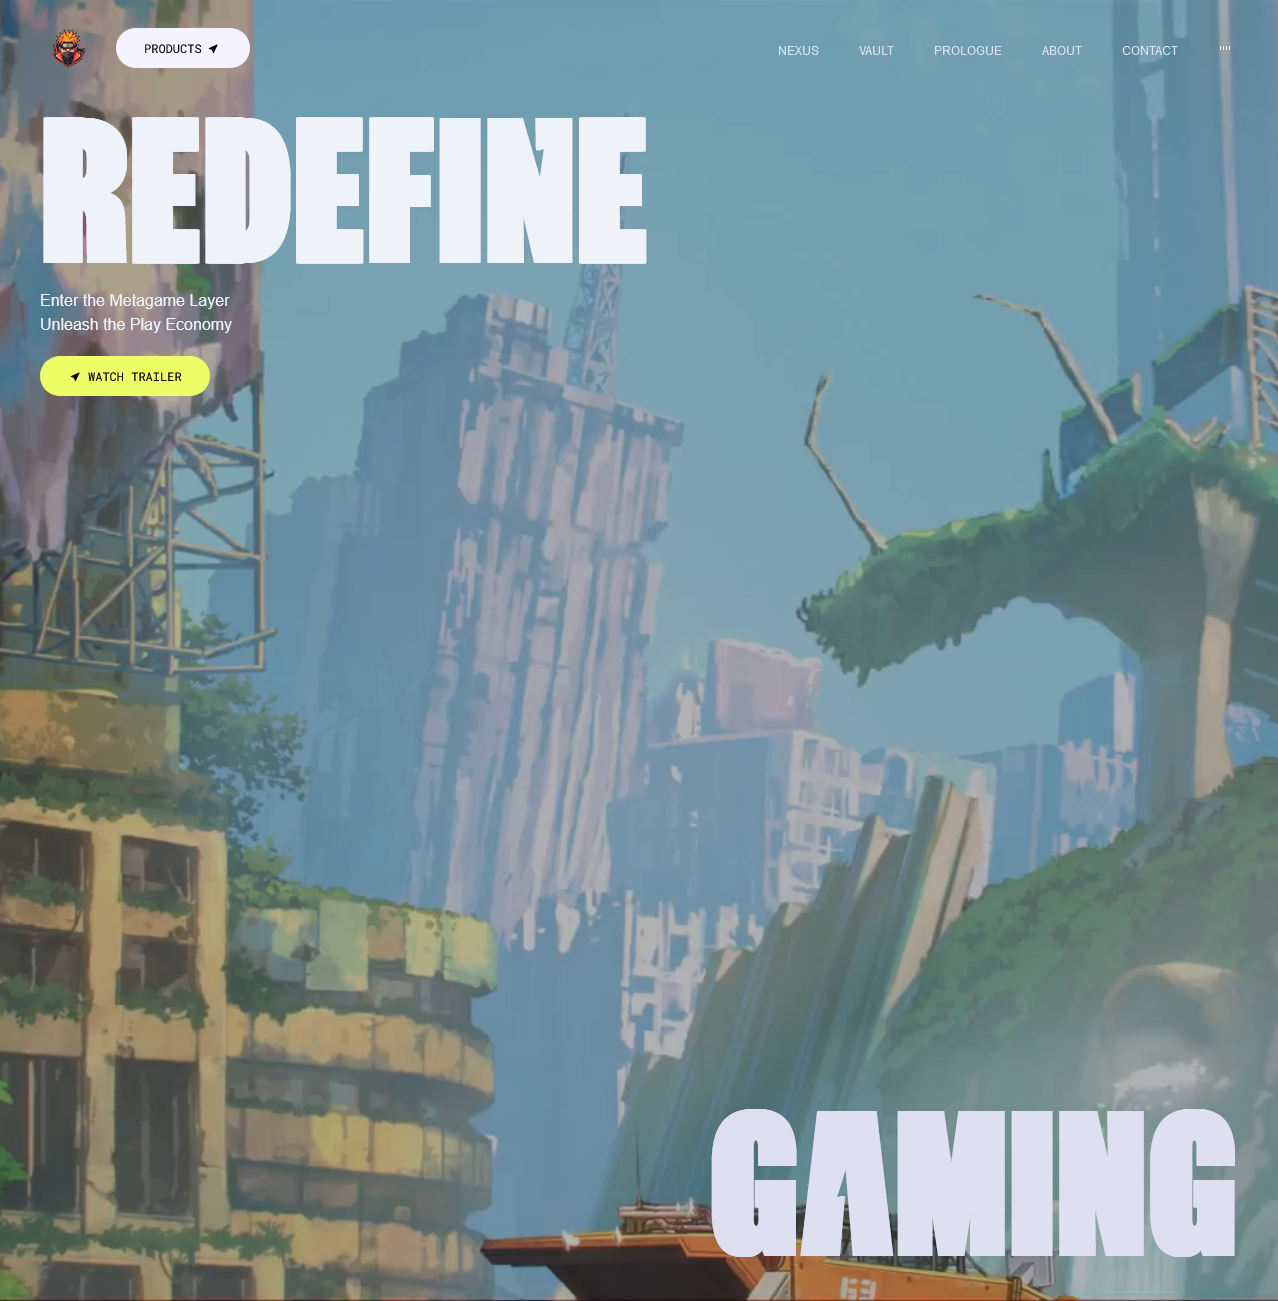 PRODUCTS
NEXUS
VAULT
PROLOGUE
ABOUT
CONTACT
REDEFINE
Enter the Metagame Layer
Unleash the Play Economy
WATCH TRAILER
GAMING